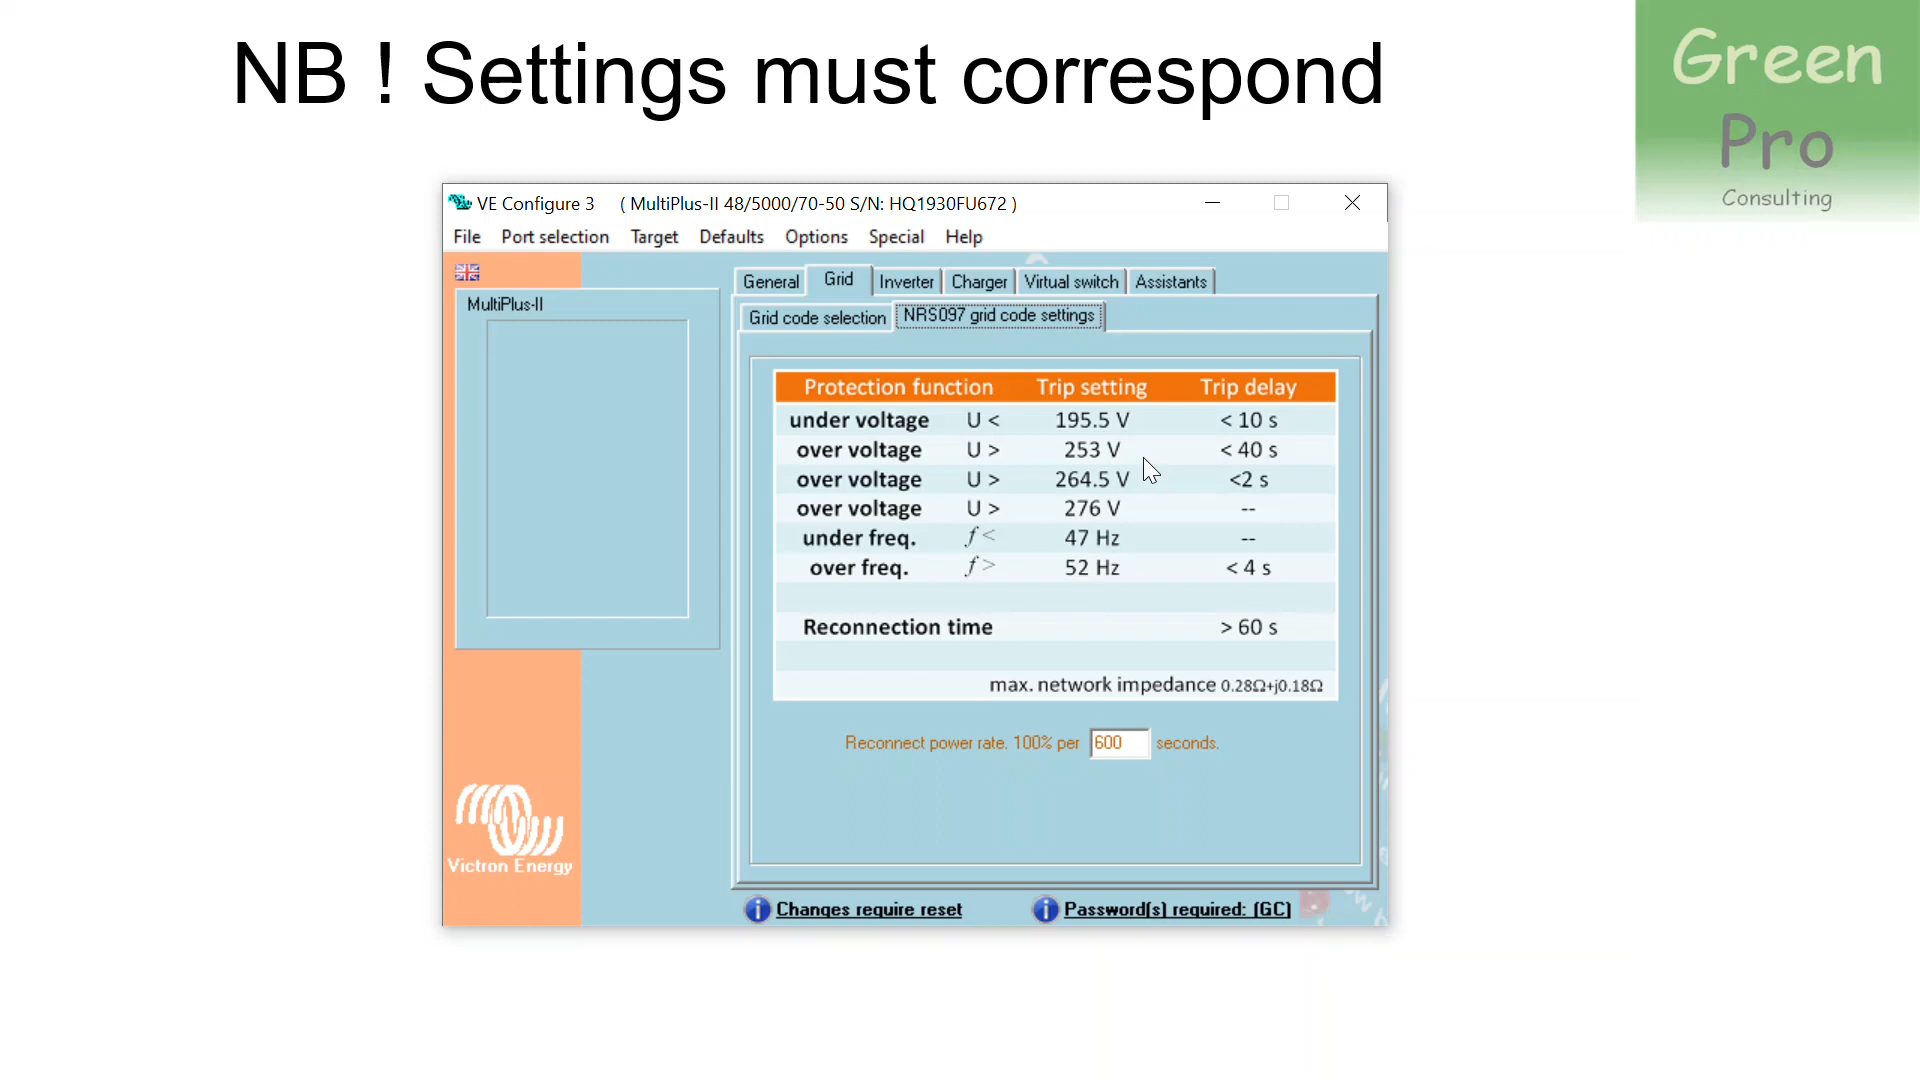 NB ! Settings must correspond
Green
Pro
Consulting
VE Configure 3 ( MultiPlus-II 48/5000/70-50 S/N: HQ1930FU672 )
File Port selection Target Defaults Options Special Help
General Grid Inverter Charger Virtual switch Assistants
MultiPlus-II
Grid code selection NRS097 grid code settings
Protection function Trip setting Trip delay
under voltage U < 195.5 V < 10 s
over voltage U > 253 V < 40 s
over voltage U > 264.5 V <2 s
over voltage U > 276 V --
under freq. f < 47 Hz --
over freq. f > 52 Hz < 4 s
Reconnection time > 60 s
max. network impedance 0.28Ω+j0.18Ω
Reconnect power rate. 100% per 600 seconds.
Victron Energy
Changes require reset Password(s) required: (GC)